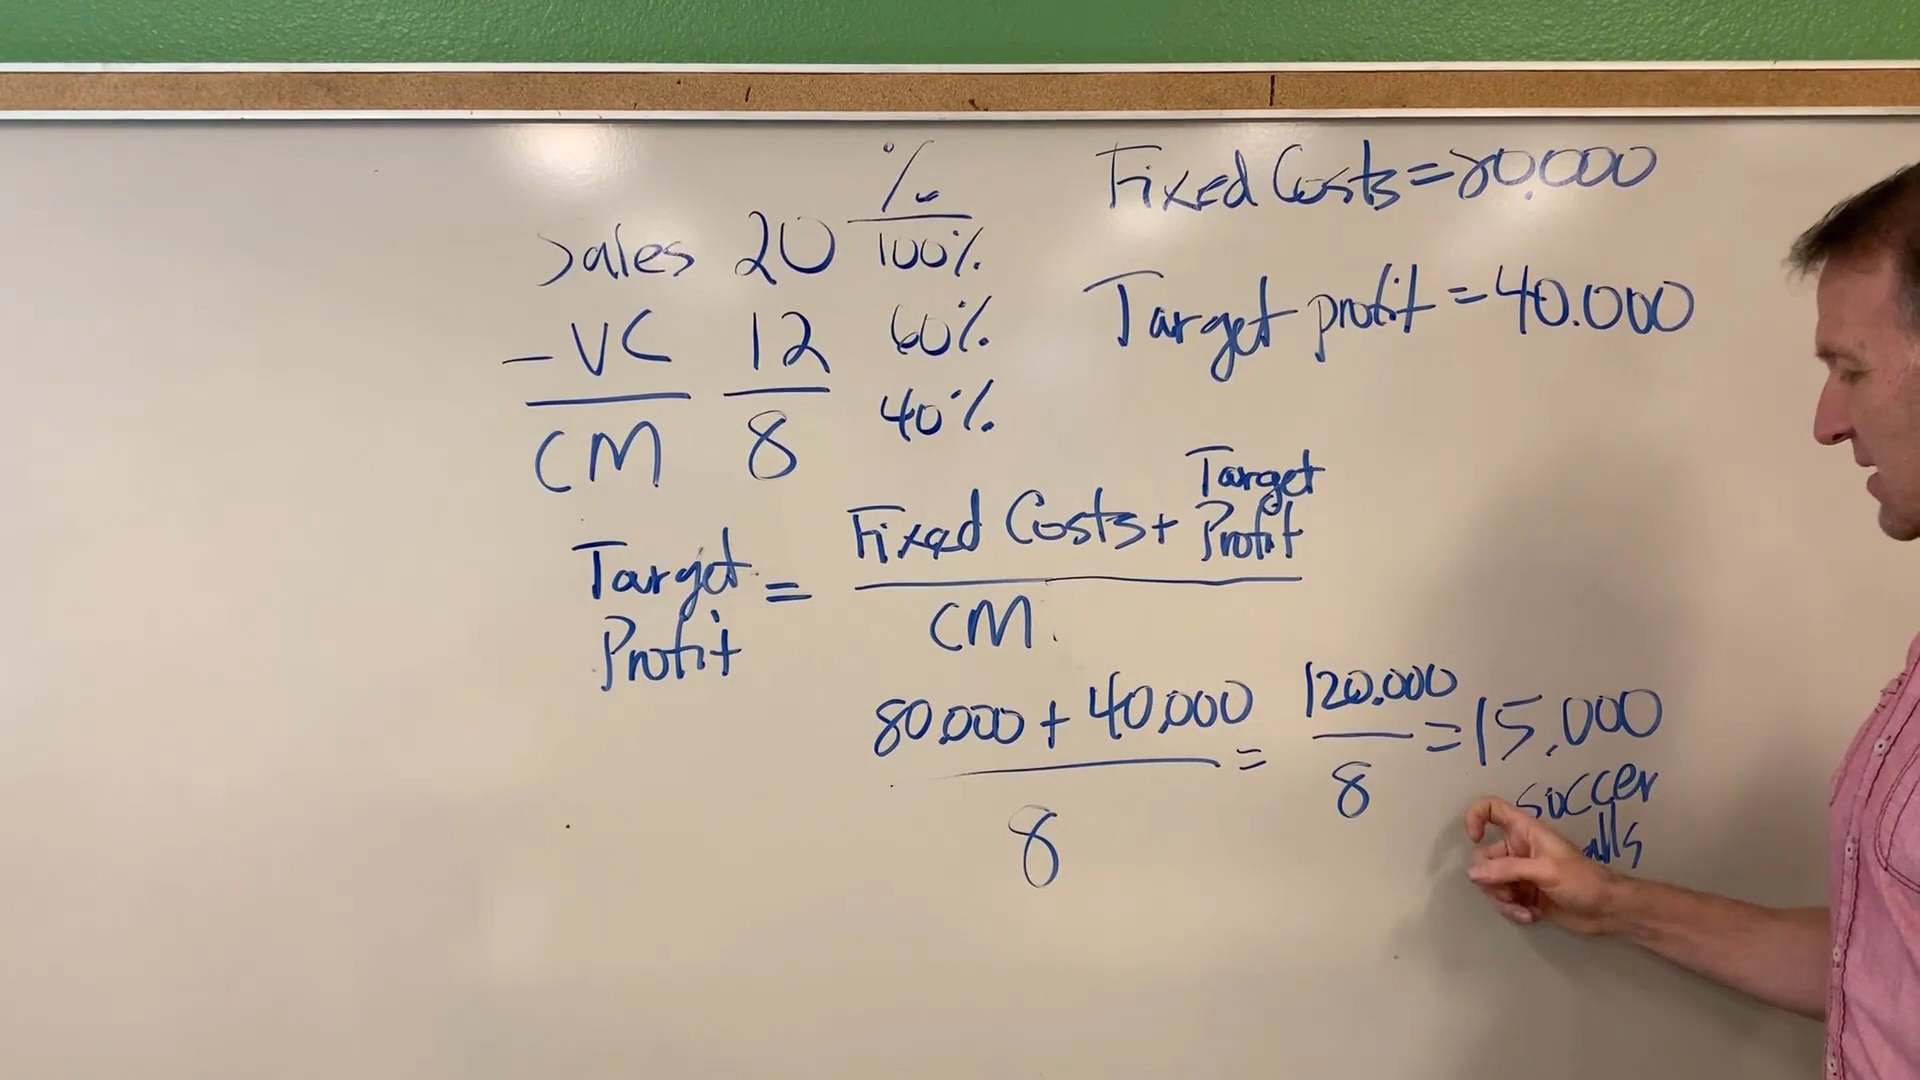 %
Sales 20 100%
- VC 12 60%
CM 8 40%
Fixed Costs = 80.000
Target profit = 40.000
Target Profit = Fixed Costs + Target Profit
CM
80.000 + 40,000 = 120.000 = 15,000
8 8
soccer
alls